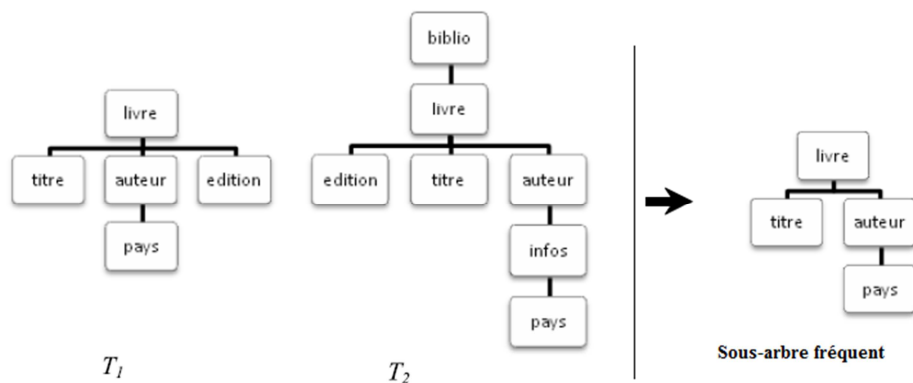 livre
titre auteur edition
pays
T1
biblio
livre
edition titre auteur
infos
pays
T2
livre
titre auteur
pays
Sous-arbre fréquent